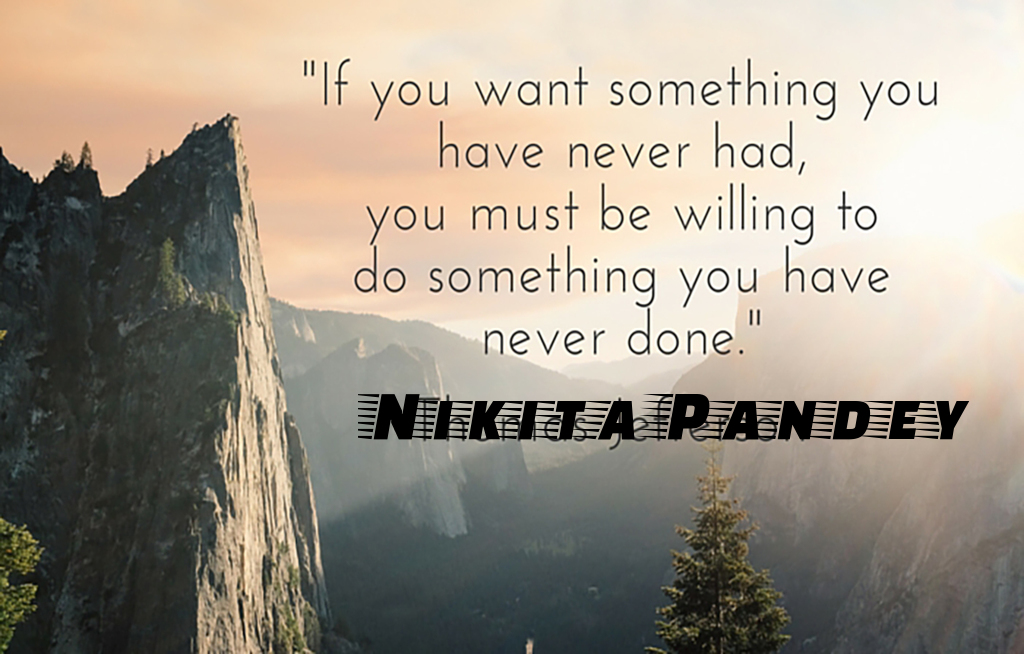 "If you want something you
have never had,
you must be willing to
do something you have
never done."
Nikita Pandey